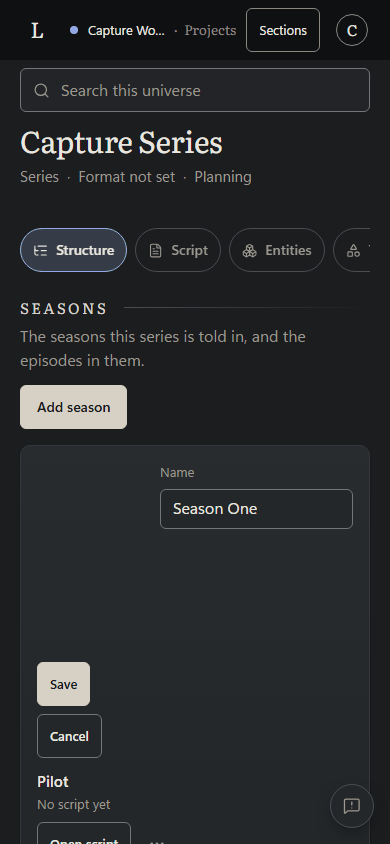 L
Capture Wo... · Projects
Sections
C
Search this universe
Capture Series
Series · Format not set · Planning
Structure
Script
Entities
SEASONS
The seasons this series is told in, and the
episodes in them.
Add season
Name
Season One
Save
Cancel
Pilot
No script yet
Open script